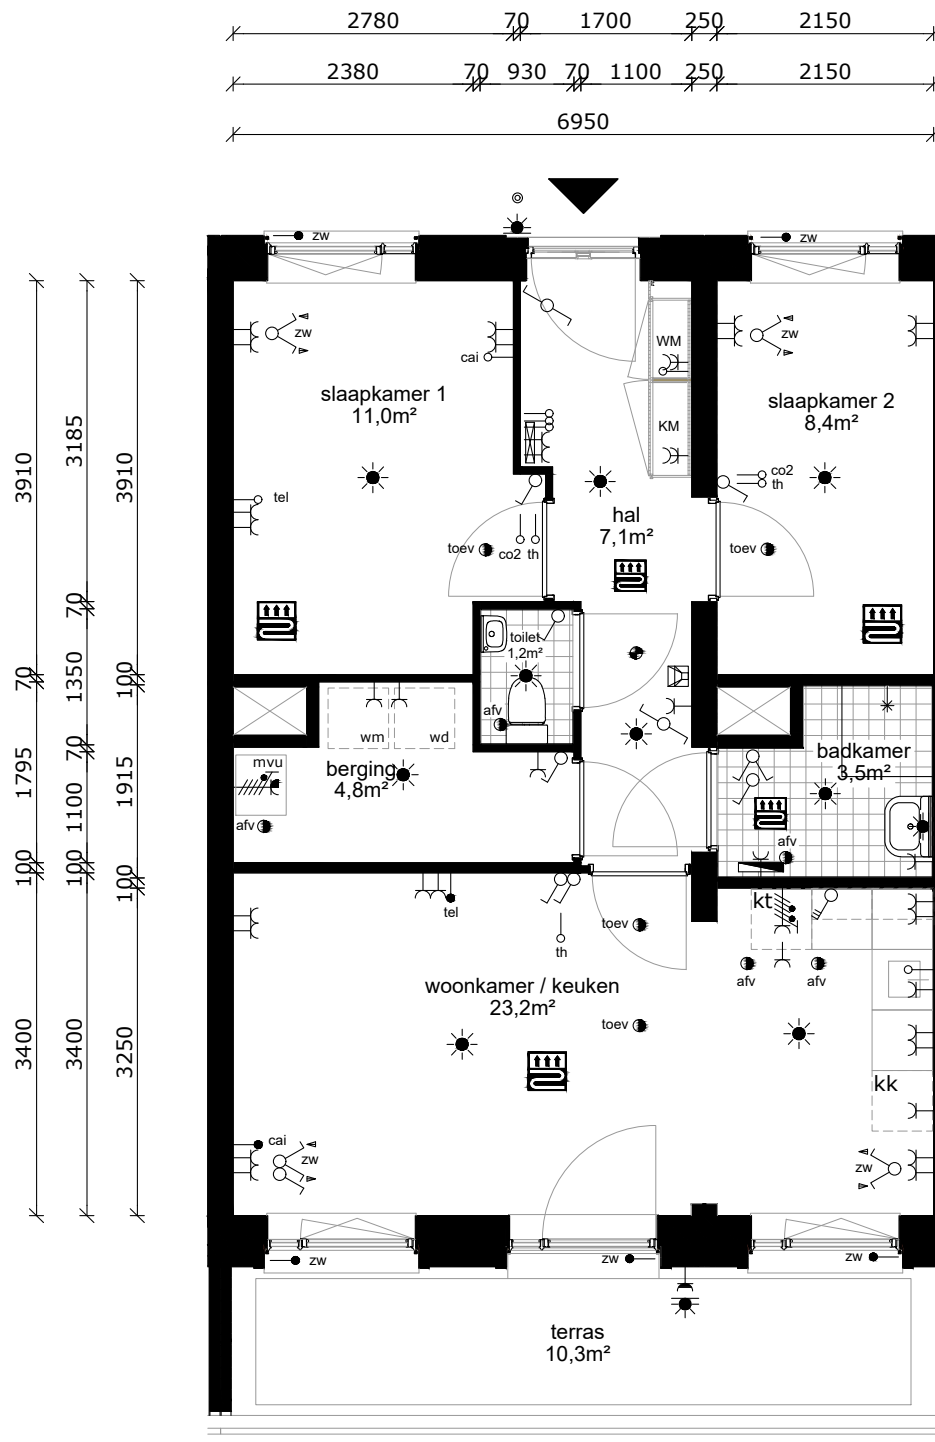 2780 70 1700 250 2150
2380 70 930 70 1100 250 2150
6950
zw
zw
zw
cai
WM
zw
slaapkamer 1
11,0m²
KM
slaapkamer 2
8,4m²
3910
3185
3910
tel
hal
7,1m²
co2
th
toev
co2 th
toev
70
toilet
1,2m²
70
1350
100
afv
wm
wd
badkamer
3,5m²
mvu
berging
4,8m²
1795
70
1100
1915
afv
afv
100
100
100
tel
kt
th
toev
afv
afv
woonkamer / keuken
23,2m²
toev
3400
3400
3250
kk
cai
zw
zw
zw
zw
zw
terras
10,3m²